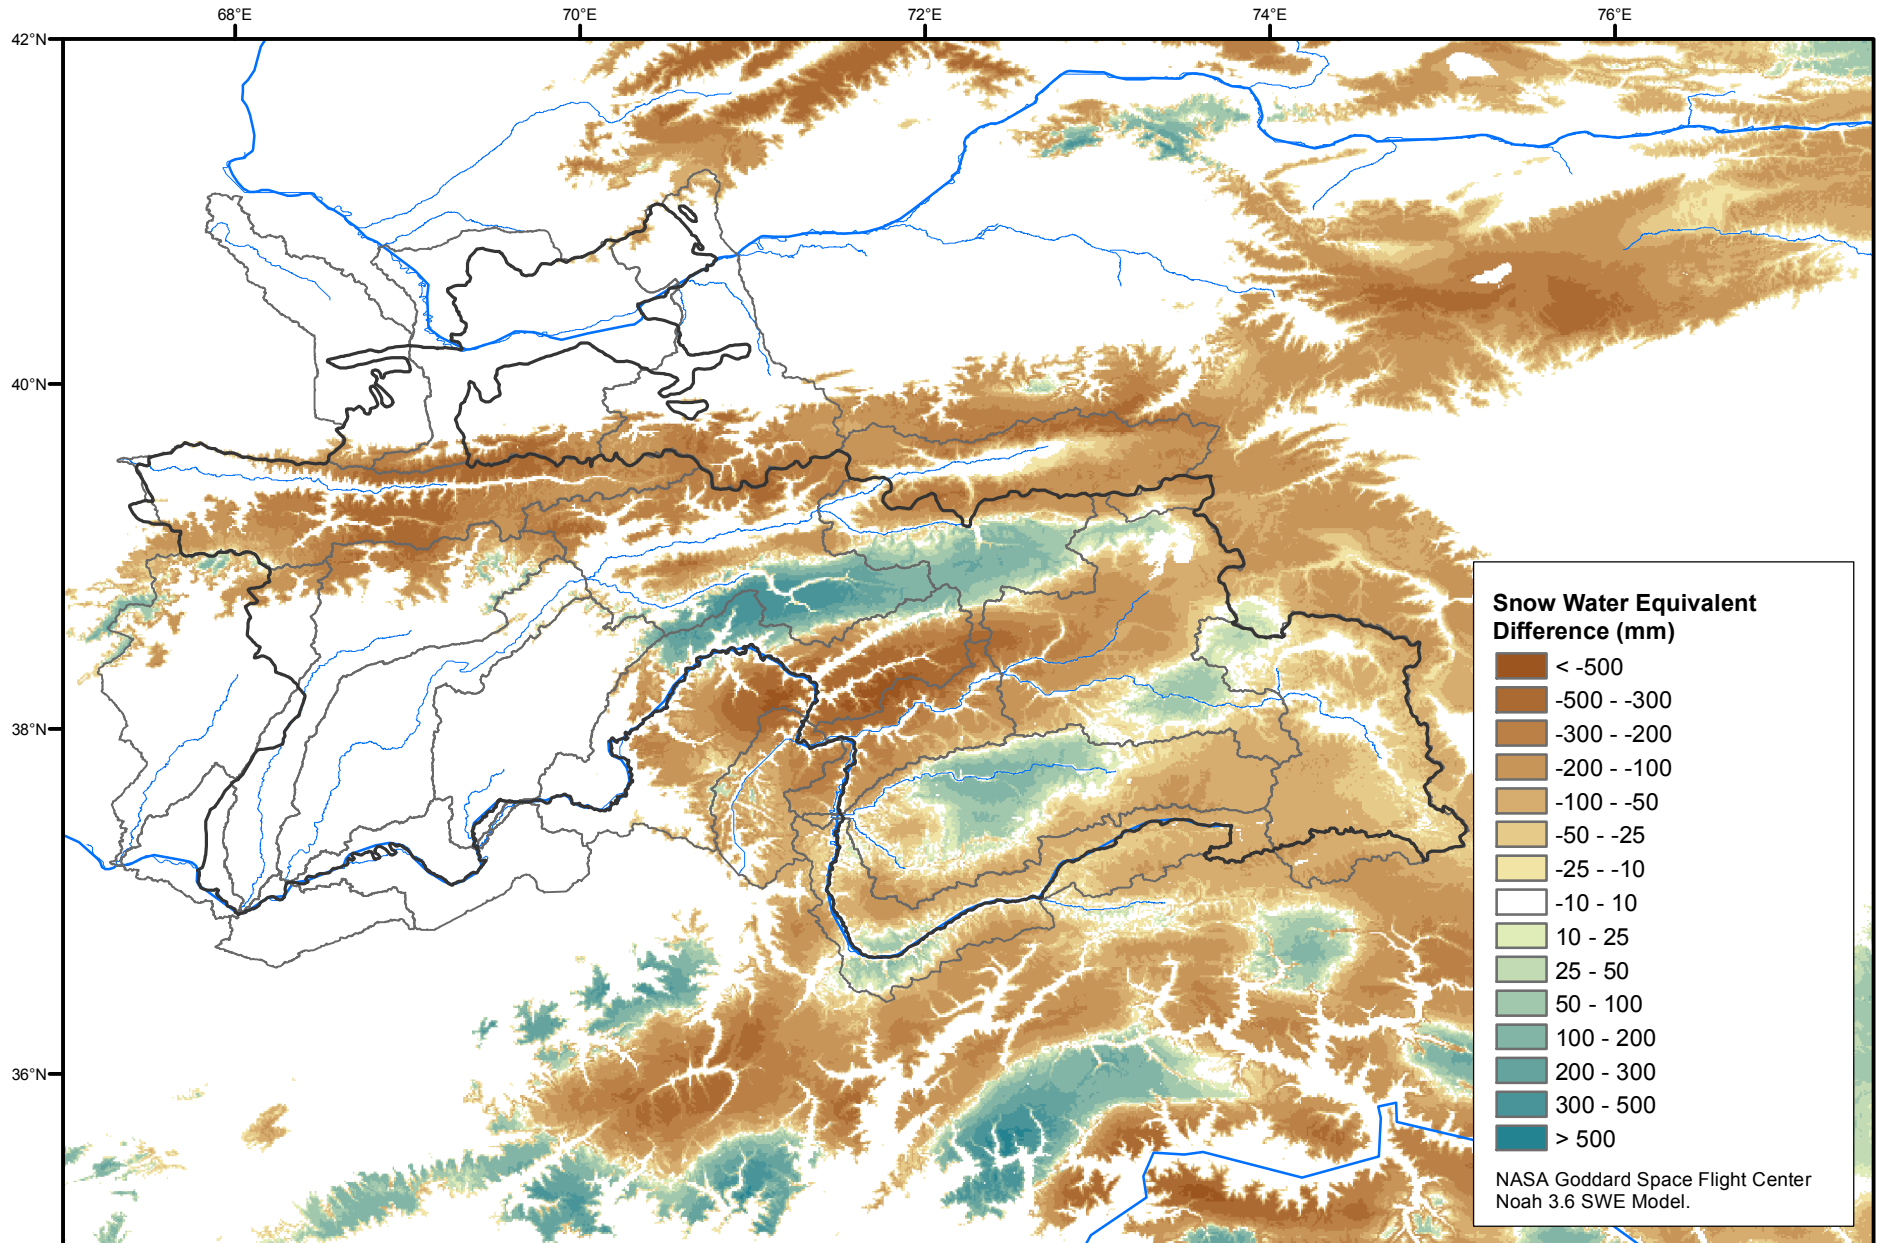 68°E
70°E
72°E
74°E
76°E
42°N
40°N
38°N
36°N
Snow Water Equivalent
Difference (mm)
< -500
-500 - -300
-300 - -200
-200 - -100
-100 - -50
-50 - -25
-25 - -10
-10 - 10
10 - 25
25 - 50
50 - 100
100 - 200
200 - 300
300 - 500
> 500
NASA Goddard Space Flight Center
Noah 3.6 SWE Model.